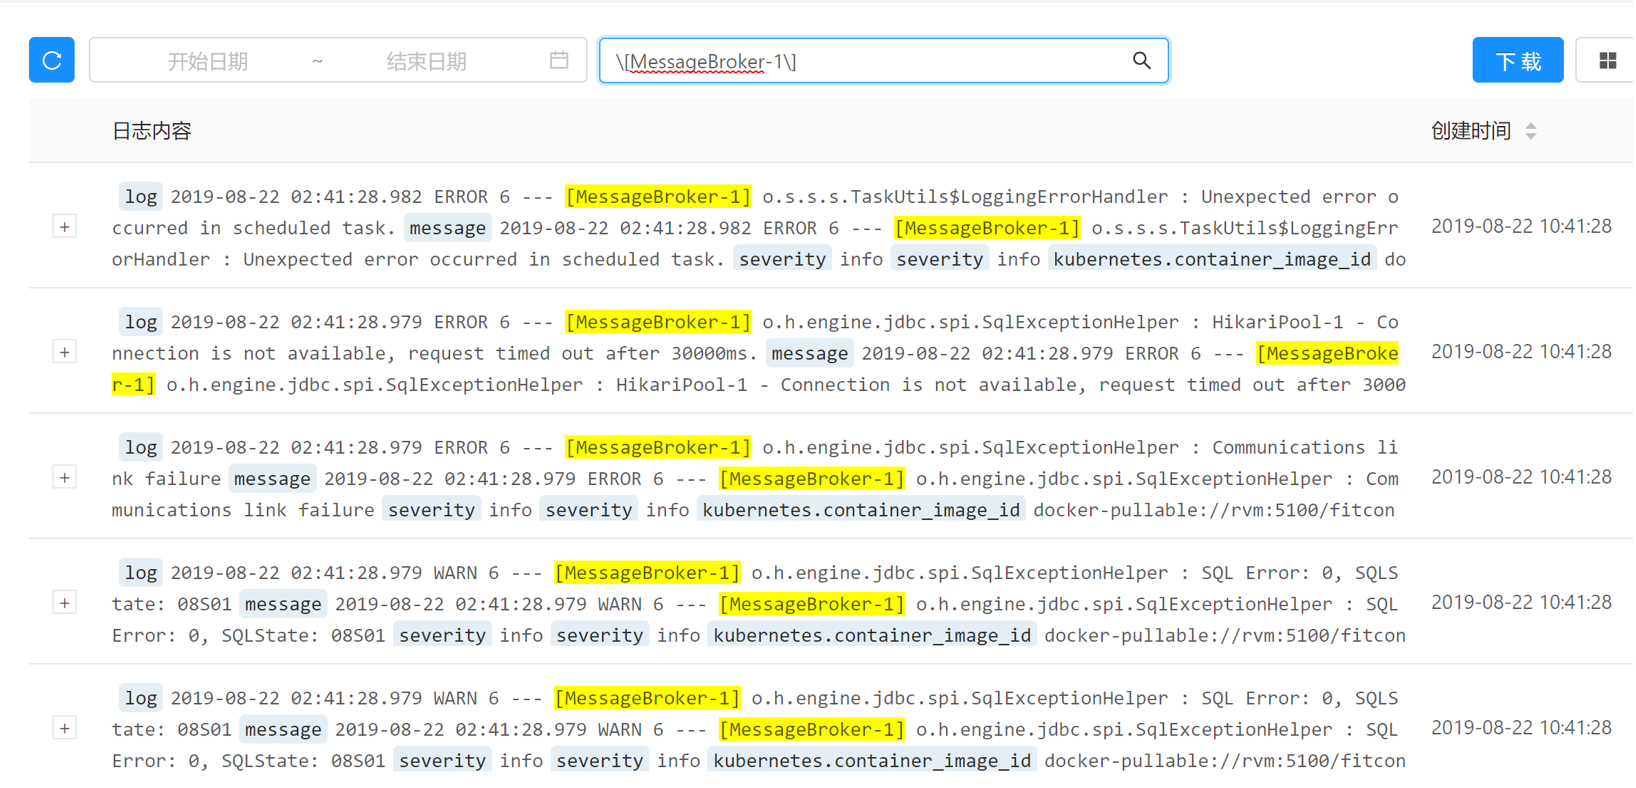 开始日期 ~ 结束日期 \[MessageBroker-1\] 下 载
日志内容 创建时间
log 2019-08-22 02:41:28.982 ERROR 6 --- [MessageBroker-1] o.s.s.s.TaskUtils$LoggingErrorHandler : Unexpected error o
ccurred in scheduled task. message 2019-08-22 02:41:28.982 ERROR 6 --- [MessageBroker-1] o.s.s.s.TaskUtils$LoggingErr
orHandler : Unexpected error occurred in scheduled task. severity info severity info kubernetes.container_image_id do
2019-08-22 10:41:28
log 2019-08-22 02:41:28.979 ERROR 6 --- [MessageBroker-1] o.h.engine.jdbc.spi.SqlExceptionHelper : HikariPool-1 - Co
nnection is not available, request timed out after 30000ms. message 2019-08-22 02:41:28.979 ERROR 6 --- [MessageBroke
r-1] o.h.engine.jdbc.spi.SqlExceptionHelper : HikariPool-1 - Connection is not available, request timed out after 3000
2019-08-22 10:41:28
log 2019-08-22 02:41:28.979 ERROR 6 --- [MessageBroker-1] o.h.engine.jdbc.spi.SqlExceptionHelper : Communications li
nk failure message 2019-08-22 02:41:28.979 ERROR 6 --- [MessageBroker-1] o.h.engine.jdbc.spi.SqlExceptionHelper : Com
munications link failure severity info severity info kubernetes.container_image_id docker-pullable://rvm:5100/fitcon
2019-08-22 10:41:28
log 2019-08-22 02:41:28.979 WARN 6 --- [MessageBroker-1] o.h.engine.jdbc.spi.SqlExceptionHelper : SQL Error: 0, SQLS
tate: 08S01 message 2019-08-22 02:41:28.979 WARN 6 --- [MessageBroker-1] o.h.engine.jdbc.spi.SqlExceptionHelper : SQL
Error: 0, SQLState: 08S01 severity info severity info kubernetes.container_image_id docker-pullable://rvm:5100/fitcon
2019-08-22 10:41:28
log 2019-08-22 02:41:28.979 WARN 6 --- [MessageBroker-1] o.h.engine.jdbc.spi.SqlExceptionHelper : SQL Error: 0, SQLS
tate: 08S01 message 2019-08-22 02:41:28.979 WARN 6 --- [MessageBroker-1] o.h.engine.jdbc.spi.SqlExceptionHelper : SQL
Error: 0, SQLState: 08S01 severity info severity info kubernetes.container_image_id docker-pullable://rvm:5100/fitcon
2019-08-22 10:41:28